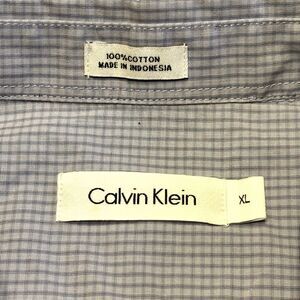 100%COTTON
MADE IN INDONESIA
Calvin Klein
XL